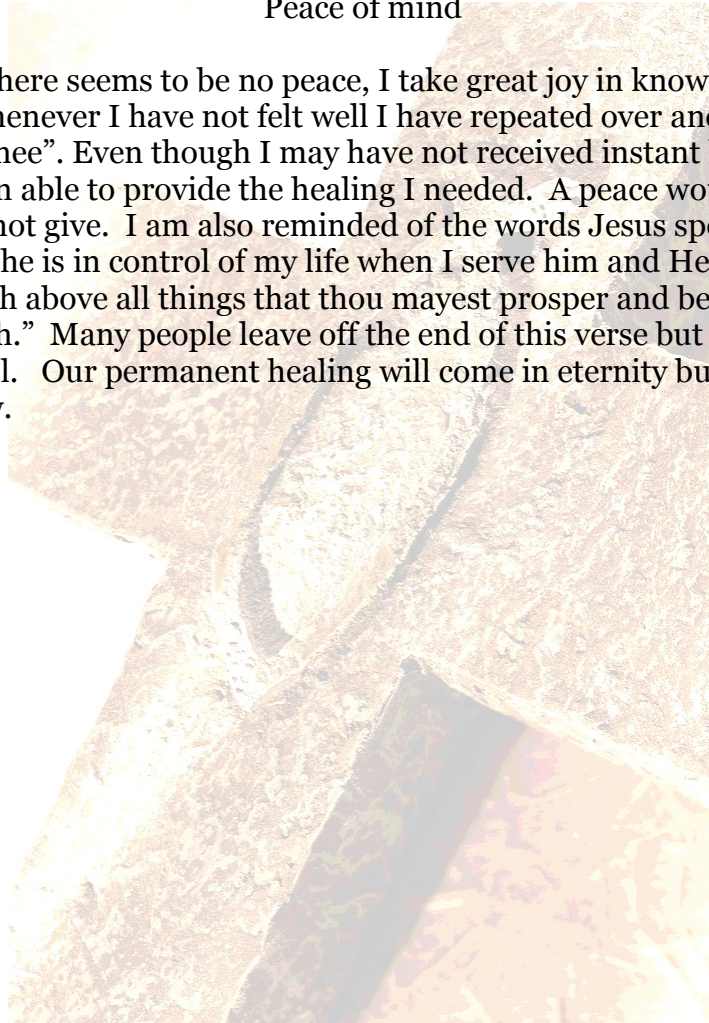 Peace of mind
here seems to be no peace, I take great joy in know
henever I have not felt well I have repeated over and
hee”. Even though I may have not received instant
n able to provide the healing I needed.  A peace wo
not give.  I am also reminded of the words Jesus sp
he is in control of my life when I serve him and He
h above all things that thou mayest prosper and be
h.”  Many people leave off the end of this verse but
l.   Our permanent healing will come in eternity bu
y.